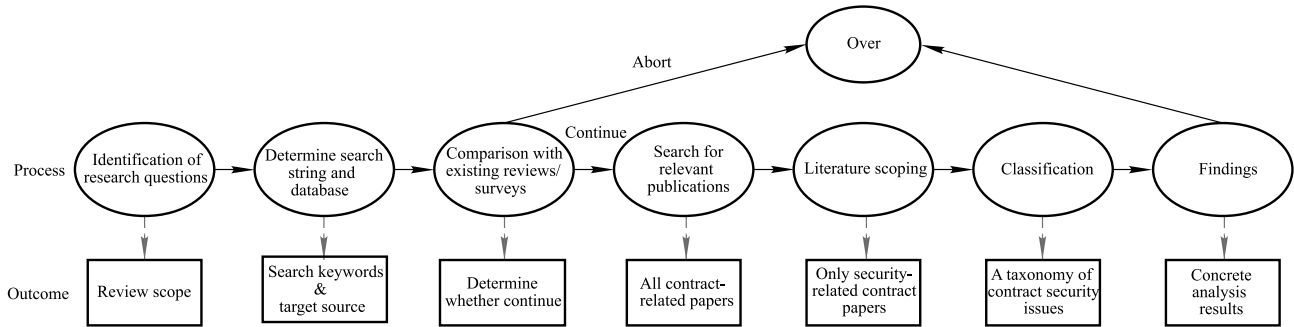 Over
Abort
Continue
Process
Identification of
research questions
Determine search
string and
database
Comparison with
existing reviews/
surveys
Search for
relevant
publications
Literature scoping
Classification
Findings
Outcome
Review scope
Search keywords
&
target source
Determine
whether continue
All contract-
related papers
Only security-
related contract
papers
A taxonomy of
contract security
issues
Concrete
analysis
results